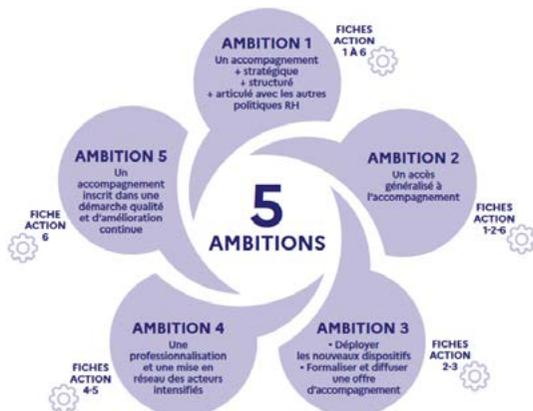 AMBITION 1
Un accompagnement
+ stratégique
+ structuré
+ articulé avec les autres
politiques RH
FICHES
ACTION
1 À 6
AMBITION 2
Un accès
généralisé à
l'accompagnement
FICHES
ACTION
1-2-6
AMBITION 3
• Déployer
les nouveaux dispositifs
• Formaliser et diffuser
une offre
d'accompagnement
FICHES
ACTION
2-3
AMBITION 4
Une
professionnalisation
et une mise en
réseau des acteurs
intensifiés
FICHES
ACTION
4-5
AMBITION 5
Un
accompagnement
inscrit dans une
démarche qualité
et d'amélioration
continue
FICHE
ACTION
6
5
AMBITIONS